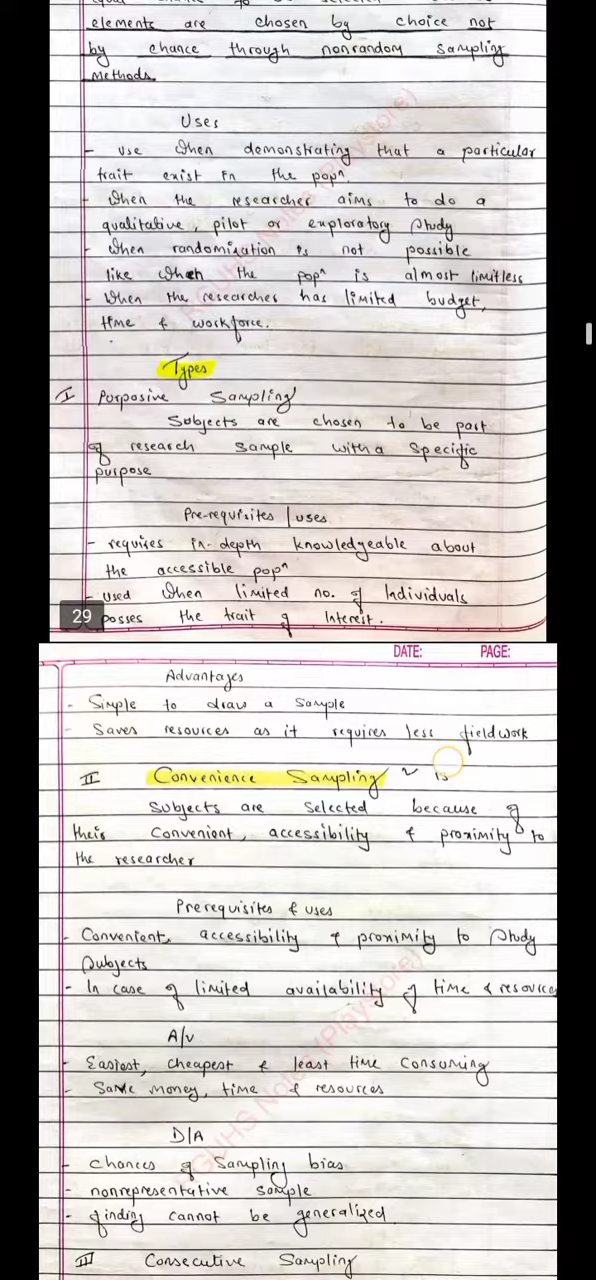 elements are chosen by choice not
by chance through nonrandom sampling
methods.
Uses
- use when demonstrating that a particular
trait exist in the popⁿ
- when the researcher aims to do a
qualitative, pilot or exploratory study
- when randomization is not possible
like when the popⁿ is almost limitless
- when the researcher has limited budget,
time & workforce.
Types
I Purposive Sampling
Subjects are chosen to be part
of research sample with a specific
purpose
Pre-requisites / uses
- requires in-depth knowledgeable about
the accessible popⁿ
- used when limited no. of Individuals
29 posses the trait of Interest.
DATE: PAGE:
Advantages
- Simple to draw a sample
- Saves resources as it requires less fieldwork
II Convenience Sampling ~ is
Subjects are selected because of
their Convenient, accessibility & proximity to
the researcher
Prerequisites & uses
- Convenient, accessibility & proximity to study
subjects
- In case of limited availability of time & resources
A/v
- Easiest, cheapest & least time consuming
- Save money, time & resources
D/A
- chances of Sampling bias
- nonrepresentative sample
- finding cannot be generalized.
III Consecutive Sampling
RGUHS Notes (Playstore)
RGUHS Notes (Playstore)